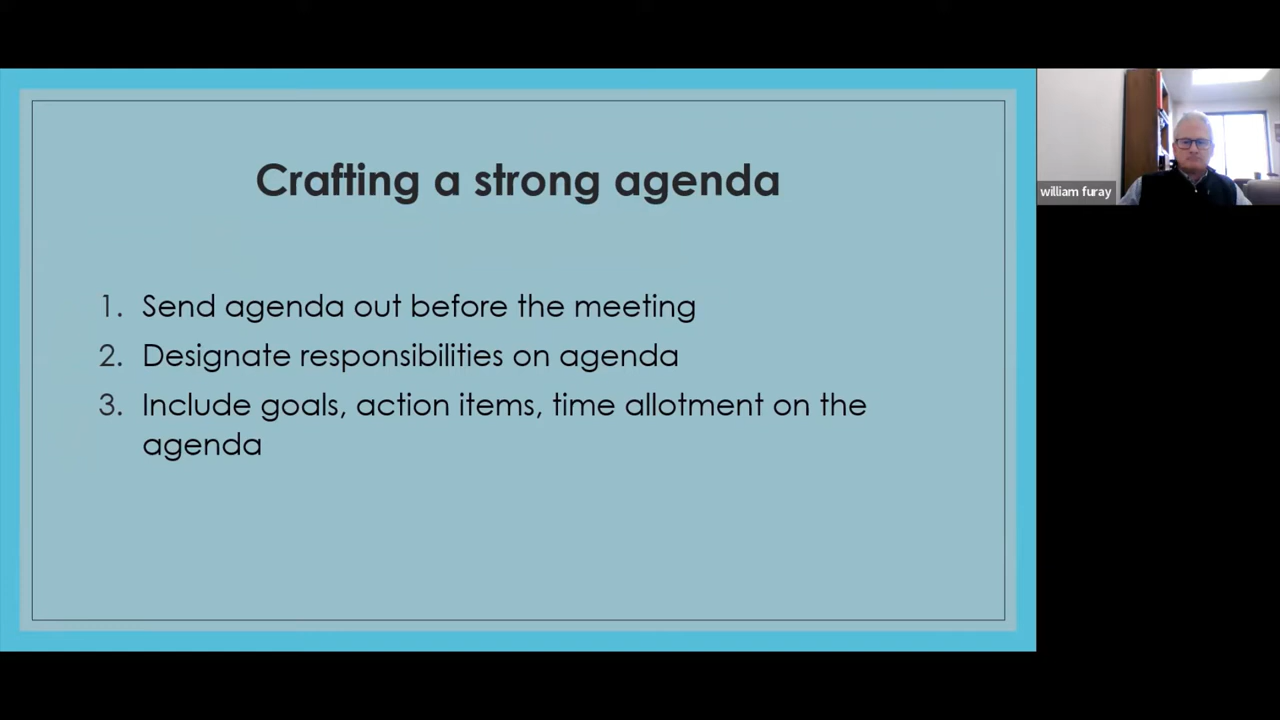 Crafting a strong agenda
1. Send agenda out before the meeting
2. Designate responsibilities on agenda
3. Include goals, action items, time allotment on the
agenda
william furay